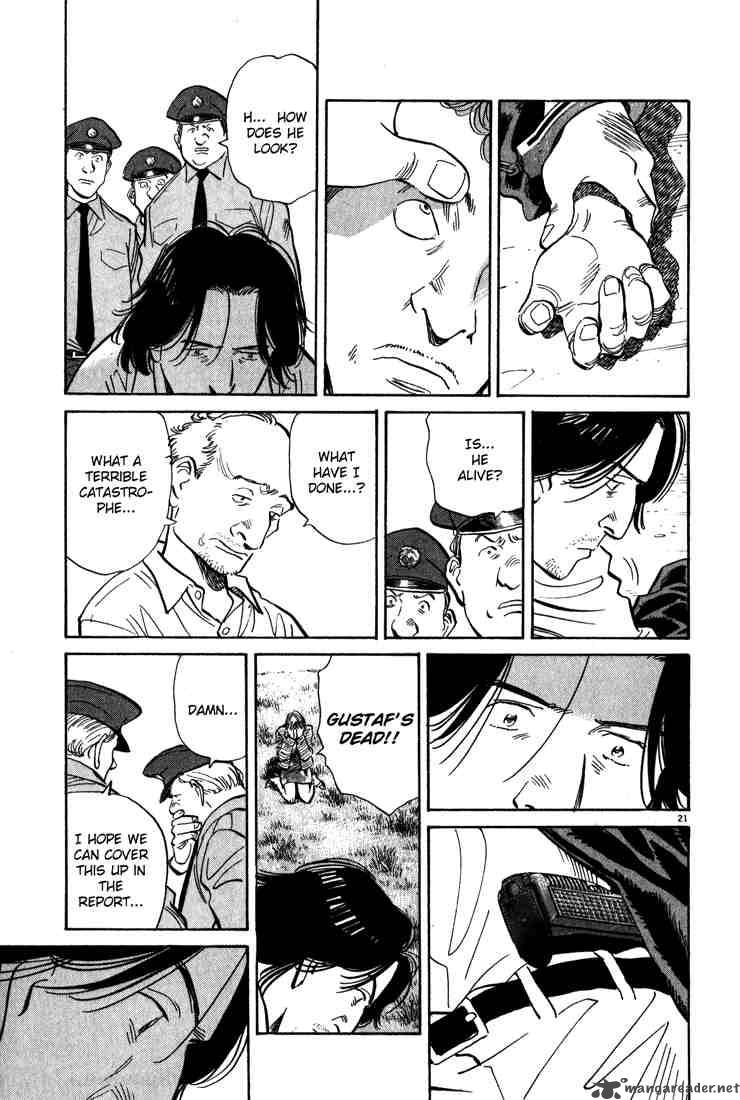 H... HOW
DOES HE
LOOK?
IS...
HE
ALIVE?
WHAT
HAVE I
DONE...?
WHAT A
TERRIBLE
CATASTRO-
PHE...
21
GUSTAF'S
DEAD!!
DAMN...
I HOPE WE
CAN COVER
THIS UP IN
THE
REPORT...
mangareader.net